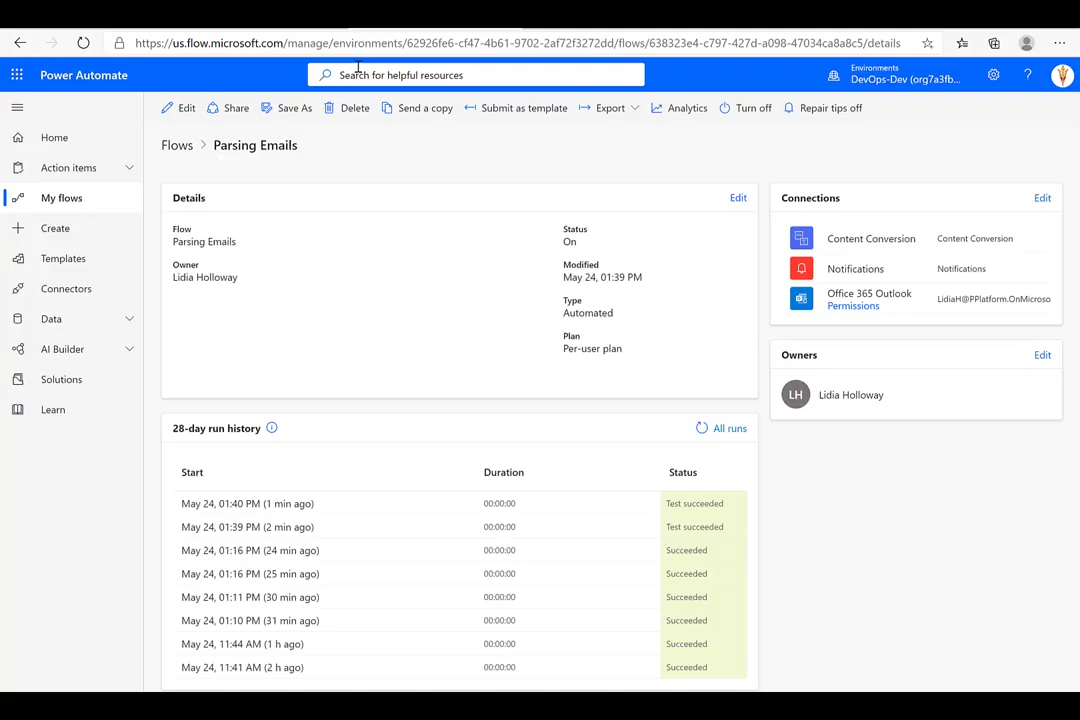 https://us.flow.microsoft.com/manage/environments/62926fe6-cf47-4b61-9702-2af72f3272dd/flows/638323e4-c797-427d-a098-47034ca8a8c5/details
Power Automate
Search for helpful resources
Environments
DevOps-Dev (org7a3fb...
?
Edit
Share
Save As
Delete
Send a copy
Submit as template
Export
Analytics
Turn off
Repair tips off
Home
Action items
My flows
Create
Templates
Connectors
Data
AI Builder
Solutions
Learn
Flows > Parsing Emails
Details
Edit
Flow
Parsing Emails
Owner
Lidia Holloway
Status
On
Modified
May 24, 01:39 PM
Type
Automated
Plan
Per-user plan
Connections
Edit
Content Conversion Content Conversion
Notifications Notifications
Office 365 Outlook LidiaH@PPlatform.OnMicroso
Permissions
Owners
Edit
LH Lidia Holloway
28-day run history
All runs
Start Duration Status
May 24, 01:40 PM (1 min ago) 00:00:00 Test succeeded
May 24, 01:39 PM (2 min ago) 00:00:00 Test succeeded
May 24, 01:16 PM (24 min ago) 00:00:00 Succeeded
May 24, 01:16 PM (25 min ago) 00:00:00 Succeeded
May 24, 01:11 PM (30 min ago) 00:00:00 Succeeded
May 24, 01:10 PM (31 min ago) 00:00:00 Succeeded
May 24, 11:44 AM (1 h ago) 00:00:00 Succeeded
May 24, 11:41 AM (2 h ago) 00:00:00 Succeeded